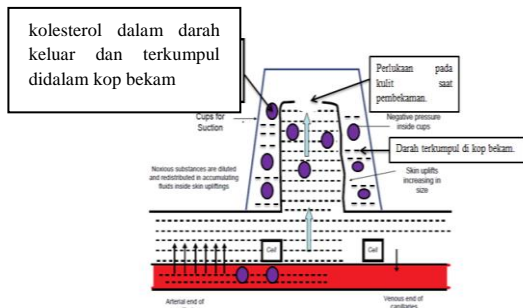 kolesterol dalam darah
keluar dan terkumpul
didalam kop bekam
Perlukaan pada
kulit saat
pembekaman.
Cups for
Suction
Negative pressure
inside cups
Darah terkumpul di kop bekam.
Noxious substances are diluted
and redistributed in accumulating
fluids inside skin upliftings
Skin uplifts
increasing in
size
Cell
Cell
Arterial end of
Venous end of
capillaries